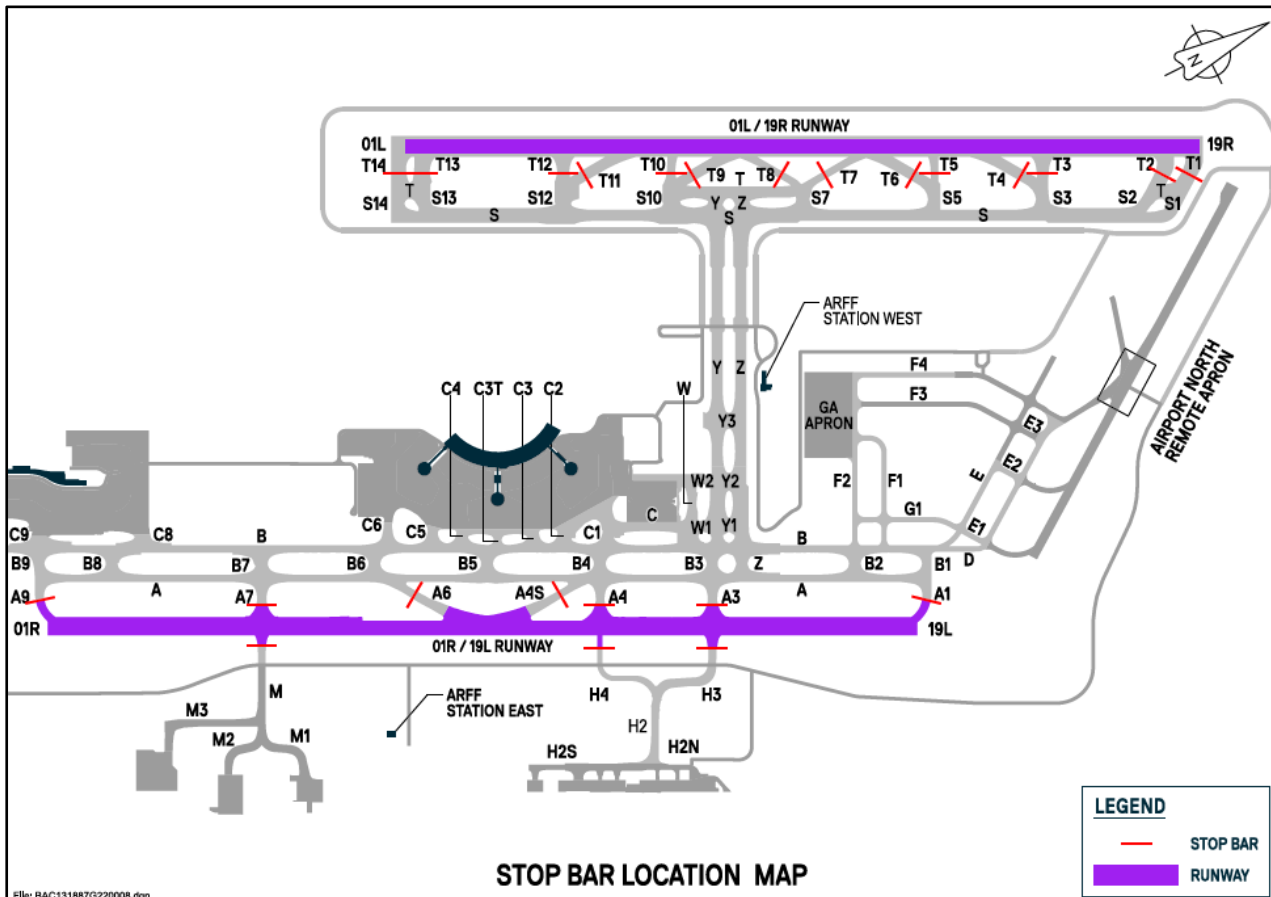 N
01L / 19R RUNWAY
01L
19R
T14
T13
T12
T11
T10
T9
T
T8
T7
T6
T5
T4
T3
T2
T1
T
T
S14
S13
S12
S10
Y
Z
S7
S5
S3
S2
S1
S
S
S
ARFF
STATION WEST
Y
Z
F4
F3
GA
APRON
AIRPORT NORTH
REMOTE APRON
C4
C3T
C3
C2
W
Y3
E3
E2
E
W2
Y2
F2
F1
C
G1
C6
C5
C1
W1
Y1
E1
C9
C8
B
B
D
B9
B8
B7
B6
B5
B4
B3
Z
B2
B1
A9
A
A7
A6
A4S
A4
A3
A
A1
01R
01R / 19L RUNWAY
19L
M
ARFF
STATION EAST
H4
H3
M3
M2
M1
H2
H2S
H2N
LEGEND
STOP BAR
RUNWAY
STOP BAR LOCATION MAP
File: BAC131887G220008.dgn